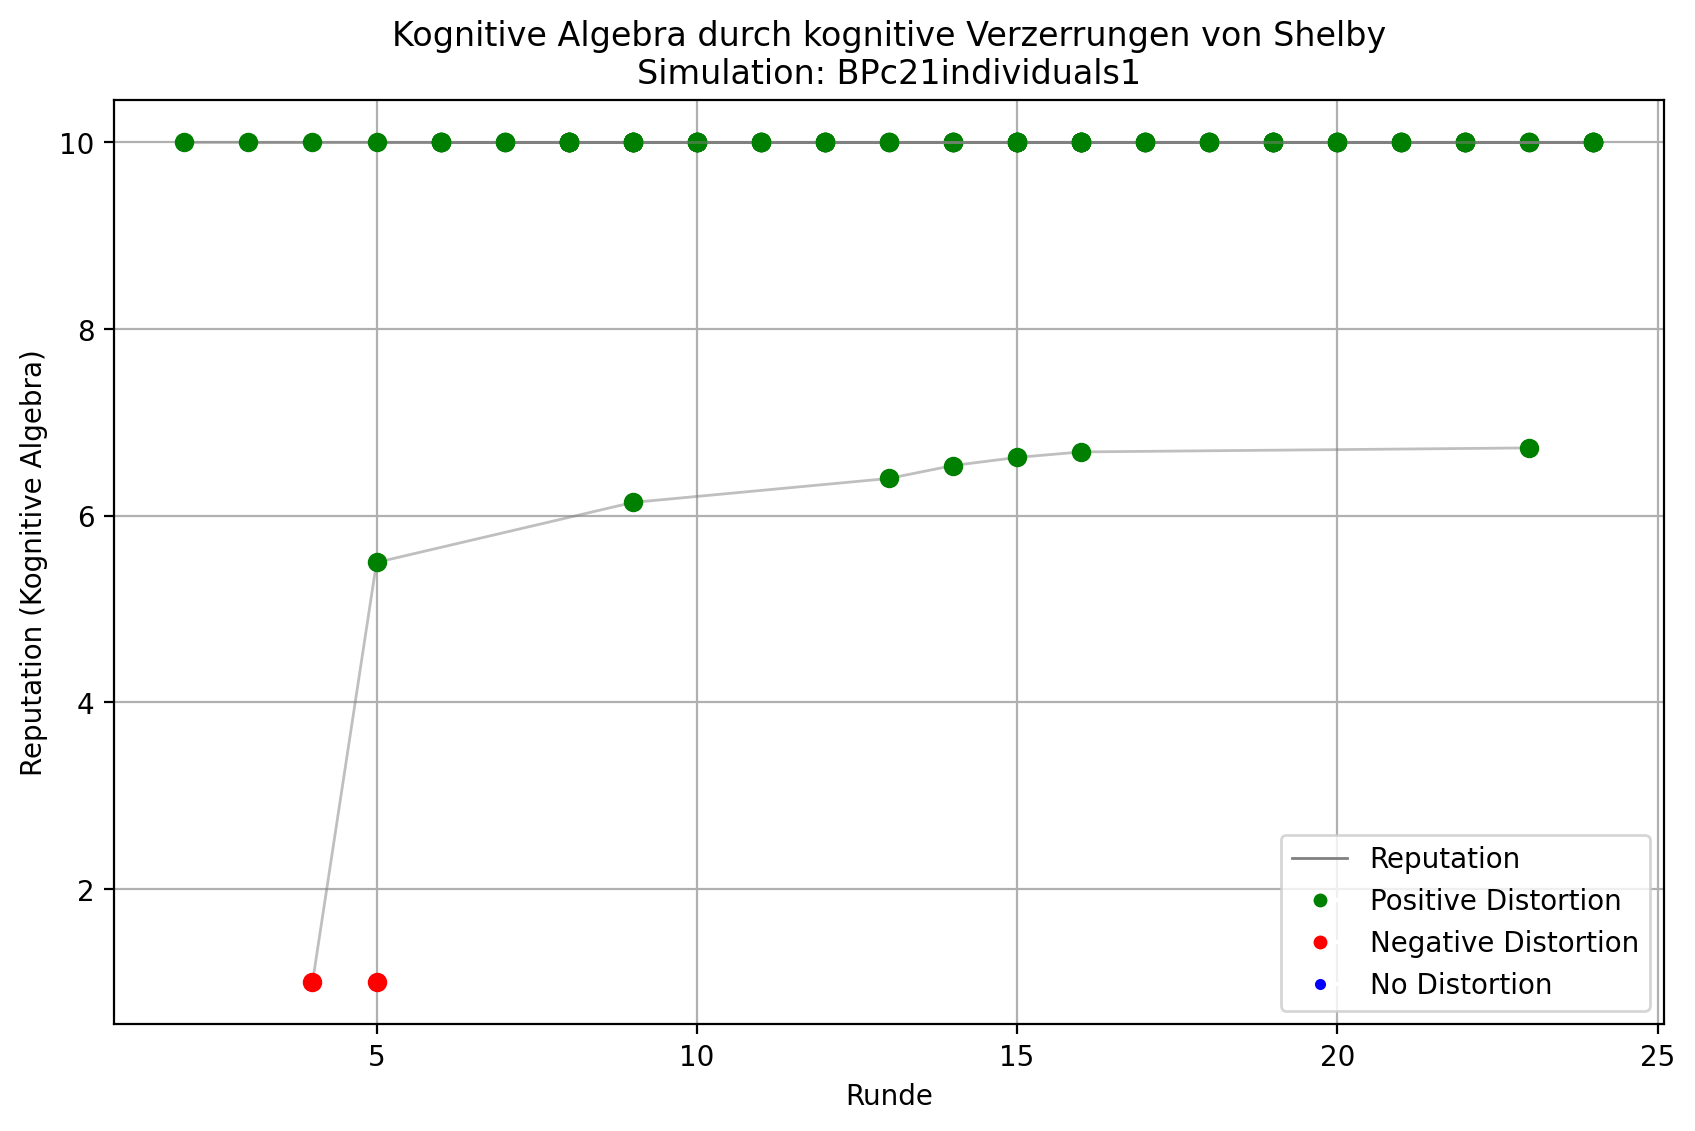 Kognitive Algebra durch kognitive Verzerrungen von Shelby
Simulation: BPc21individuals1
Reputation (Kognitive Algebra)
10
8
6
4
2
5
10
15
20
25
Runde
Reputation
Positive Distortion
Negative Distortion
No Distortion